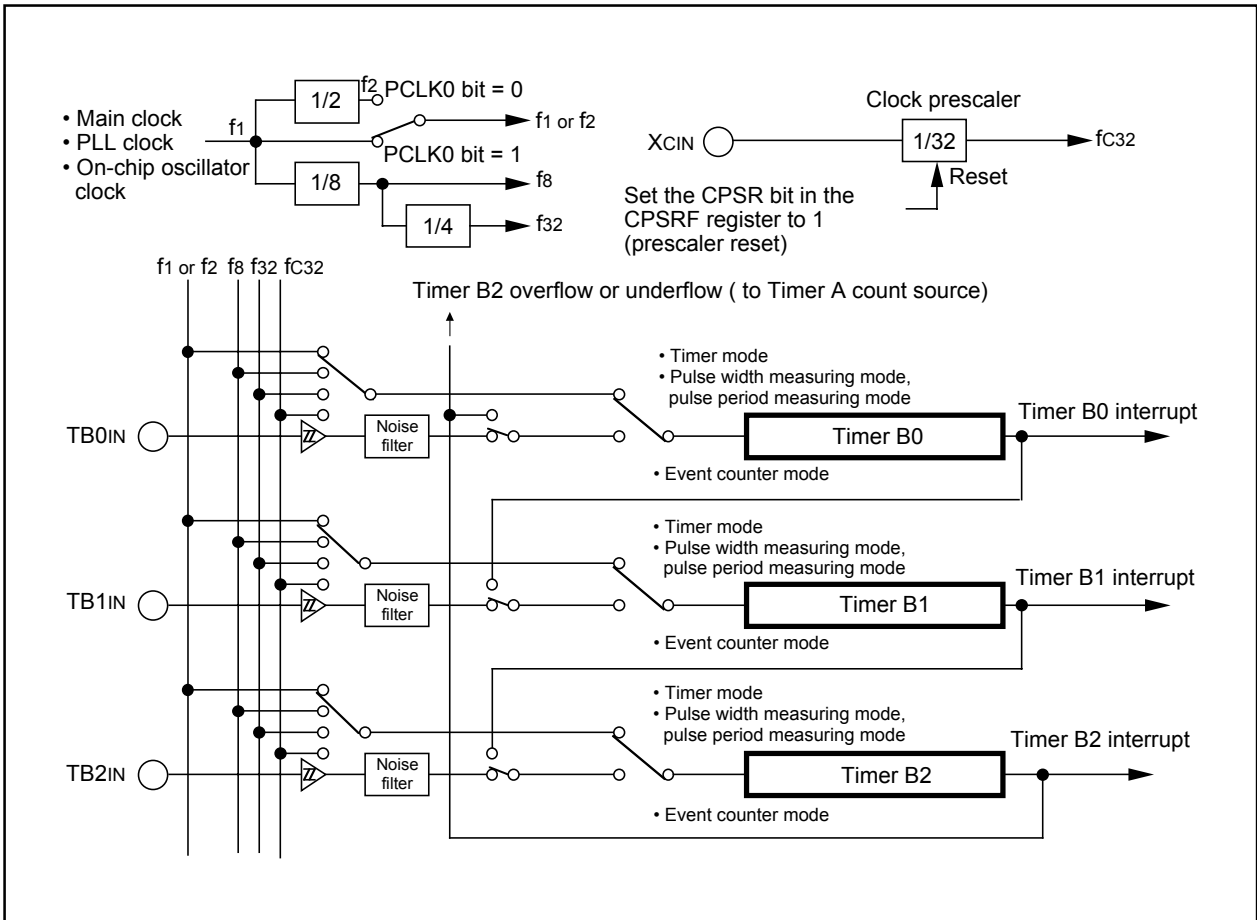 • Main clock
• PLL clock
• On-chip oscillator
clock
f1
1/2
f2
PCLK0 bit = 0
f1 or f2
PCLK0 bit = 1
1/8
f8
1/4
f32
Clock prescaler
XCIN
1/32
fC32
Reset
Set the CPSR bit in the
CPSRF register to 1
(prescaler reset)
f1 or f2 f8 f32 fC32
Timer B2 overflow or underflow ( to Timer A count source)
• Timer mode
• Pulse width measuring mode,
pulse period measuring mode
TB0IN
Noise
filter
Timer B0
Timer B0 interrupt
• Event counter mode
• Timer mode
• Pulse width measuring mode,
pulse period measuring mode
TB1IN
Noise
filter
Timer B1
Timer B1 interrupt
• Event counter mode
• Timer mode
• Pulse width measuring mode,
pulse period measuring mode
TB2IN
Noise
filter
Timer B2
Timer B2 interrupt
• Event counter mode